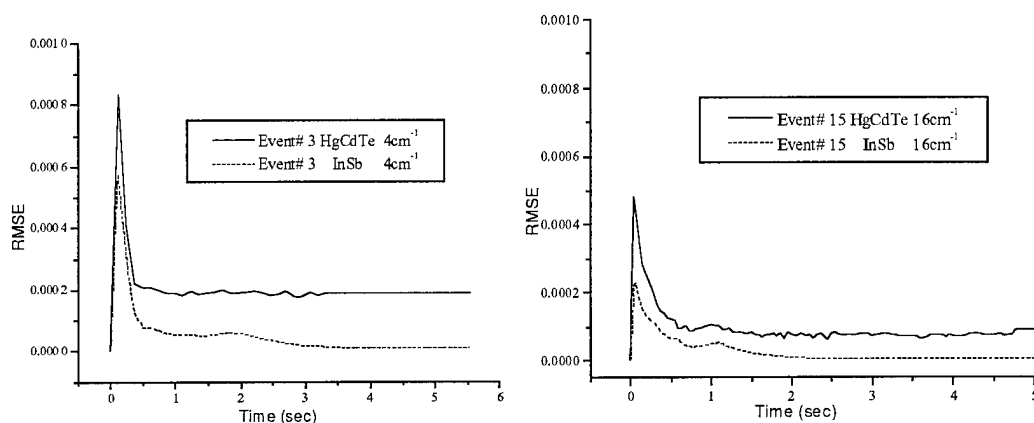 0.0010
0.0008
0.0006
0.0004
0.0002
0.0000
RMSE
Event# 3 HgCdTe 4cm⁻¹
Event# 3 InSb 4cm⁻¹
0 1 2 3 4 5 6
Time (sec)
0.0010
0.0008
0.0006
0.0004
0.0002
0.0000
RMSE
Event# 15 HgCdTe 16cm⁻¹
Event# 15 InSb 16cm⁻¹
0 1 2 3 4 5
Time (sec)